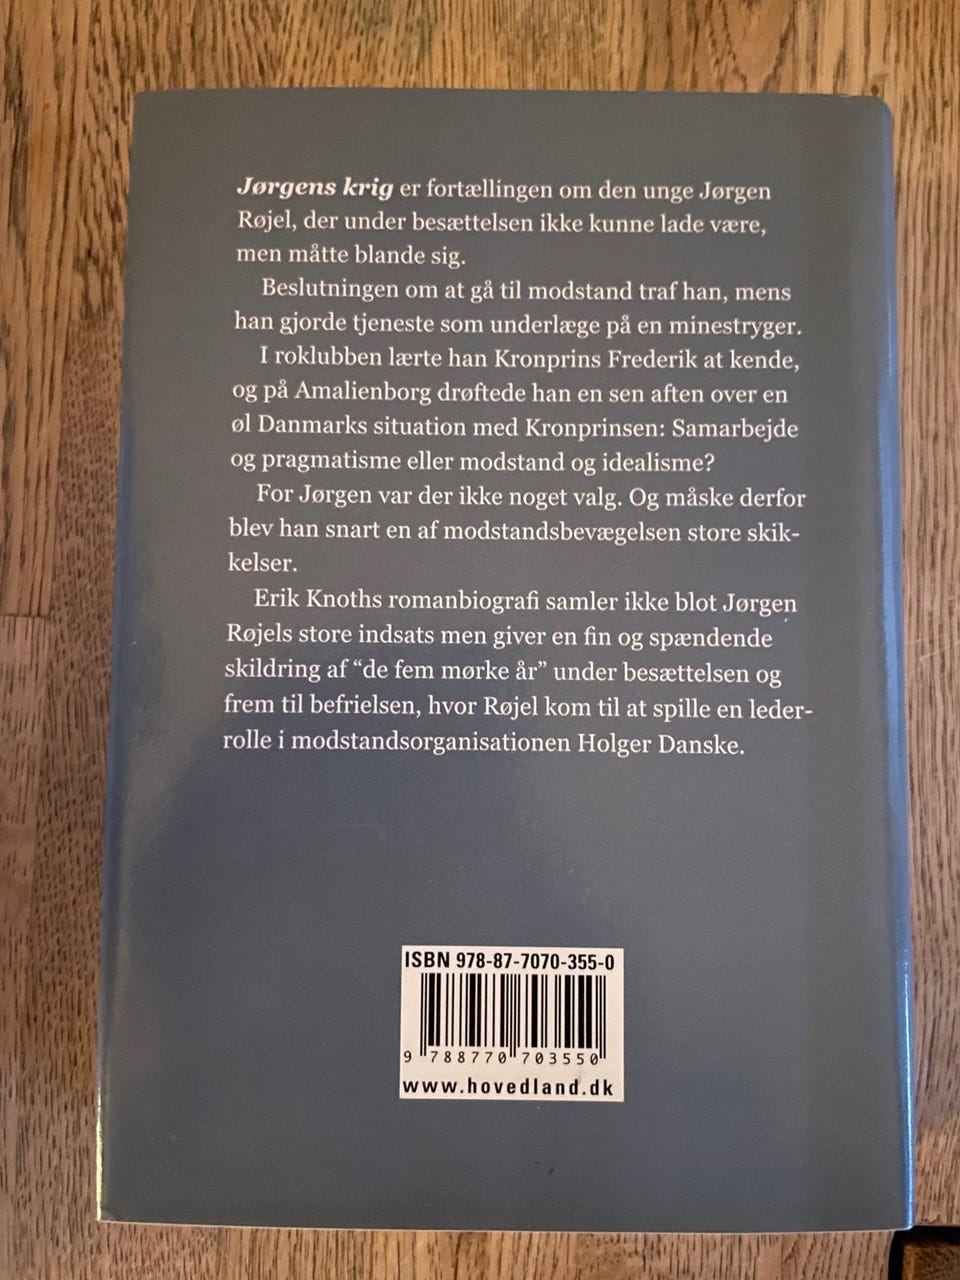 Jørgens krig er fortællingen om den unge Jørgen
Røjel, der under besættelsen ikke kunne lade være,
men måtte blande sig.
Beslutningen om at gå til modstand traf han, mens
han gjorde tjeneste som underlæge på en minestryger.
I roklubben lærte han Kronprins Frederik at kende,
og på Amalienborg drøftede han en sen aften over en
øl Danmarks situation med Kronprinsen: Samarbejde
og pragmatisme eller modstand og idealisme?
For Jørgen var der ikke noget valg. Og måske derfor
blev han snart en af modstandsbevægelsen store skik-
kelser.
Erik Knoths romanbiografi samler ikke blot Jørgen
Røjels store indsats men giver en fin og spændende
skildring af “de fem mørke år” under besættelsen og
frem til befrielsen, hvor Røjel kom til at spille en leder-
rolle i modstandsorganisationen Holger Danske.
ISBN 978-87-7070-355-0
9 788770 703550
www.hovedland.dk